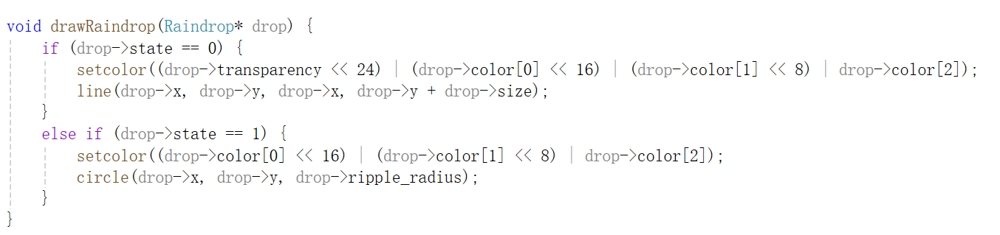 void drawRaindrop(Raindrop* drop) {
    if (drop->state == 0) {
        setcolor((drop->transparency << 24) | (drop->color[0] << 16) | (drop->color[1] << 8) | drop->color[2]);
        line(drop->x, drop->y, drop->x, drop->y + drop->size);
    }
    else if (drop->state == 1) {
        setcolor((drop->color[0] << 16) | (drop->color[1] << 8) | drop->color[2]);
        circle(drop->x, drop->y, drop->ripple_radius);
    }
}